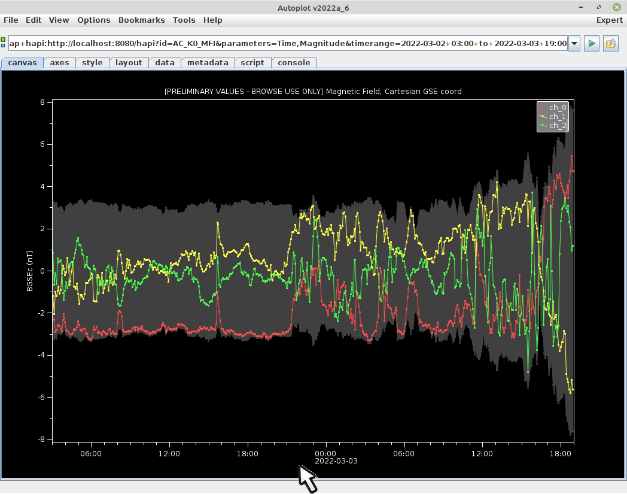 Autoplot v2022a_6
File Edit View Options Bookmarks Tools Help Expert
ap+hapi:http://localhost:8080/hapi?id=AC_K0_MFI&parameters=Time,Magnitude&timerange=2022-03-02+03:00+to+2022-03-03+19:00
canvas axes style layout data metadata script console
[PRELIMINARY VALUES - BROWSE USE ONLY] Magnetic Field, Cartesian GSE coord
ch_0
ch_1
ch_2
8
6
4
2
0
-2
-4
-6
-8
BGSEc (nT)
06:00 12:00 18:00 00:00 06:00 12:00 18:00
2022-03-03